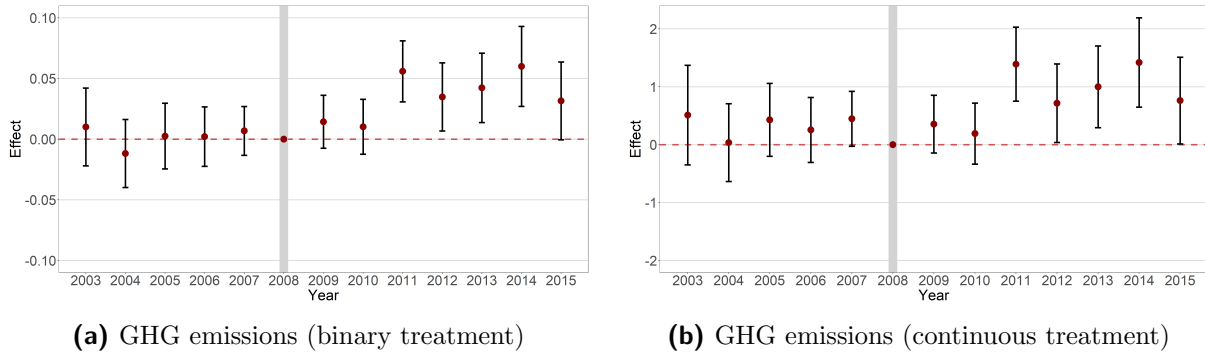 0.10
0.05
0.00
-0.05
-0.10
Effect
2003 2004 2005 2006 2007 2008 2009 2010 2011 2012 2013 2014 2015
Year
(a) GHG emissions (binary treatment)
2
1
0
-1
-2
Effect
2003 2004 2005 2006 2007 2008 2009 2010 2011 2012 2013 2014 2015
Year
(b) GHG emissions (continuous treatment)